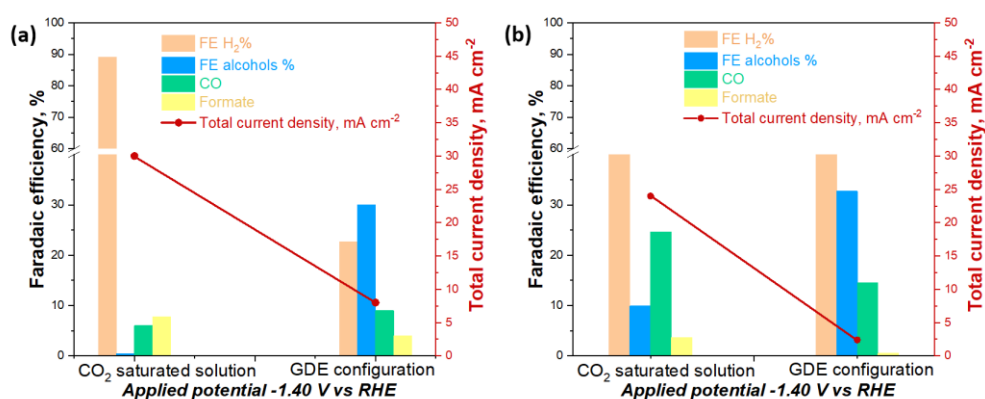 (a)
Faradaic efficiency, %
100
90
80
70
60
30
20
10
0
FE H₂%
FE alcohols %
CO
Formate
Total current density, mA cm⁻²
50
45
40
35
30
25
20
15
10
5
0
Total current density, mA cm⁻²
CO₂ saturated solution
GDE configuration
Applied potential -1.40 V vs RHE
(b)
Faradaic efficiency, %
100
90
80
70
60
30
20
10
0
FE H₂%
FE alcohols %
CO
Formate
Total current density, mA cm⁻²
50
45
40
35
30
25
20
15
10
5
0
Total current density, mA cm⁻²
CO₂ saturated solution
GDE configuration
Applied potential -1.40 V vs RHE